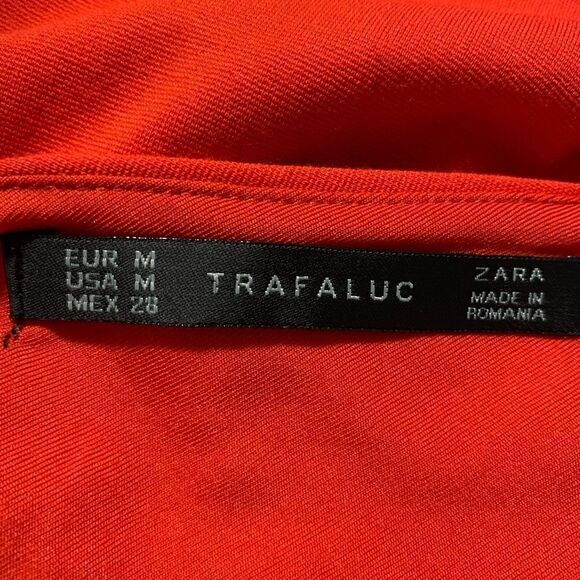 EUR M
USA M
MEX 28
TRAFALUC
ZARA
MADE IN
ROMANIA